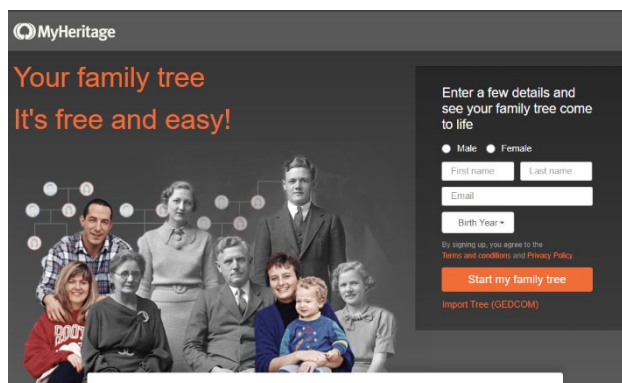 MyHeritage
Your family tree
It's free and easy!
Enter a few details and
see your family tree come
to life
Male Female
First name Last name
Email
Birth Year
By signing up, you agree to the
Terms and conditions and Privacy Policy.
Start my family tree
Import Tree (GEDCOM)
ROOTS